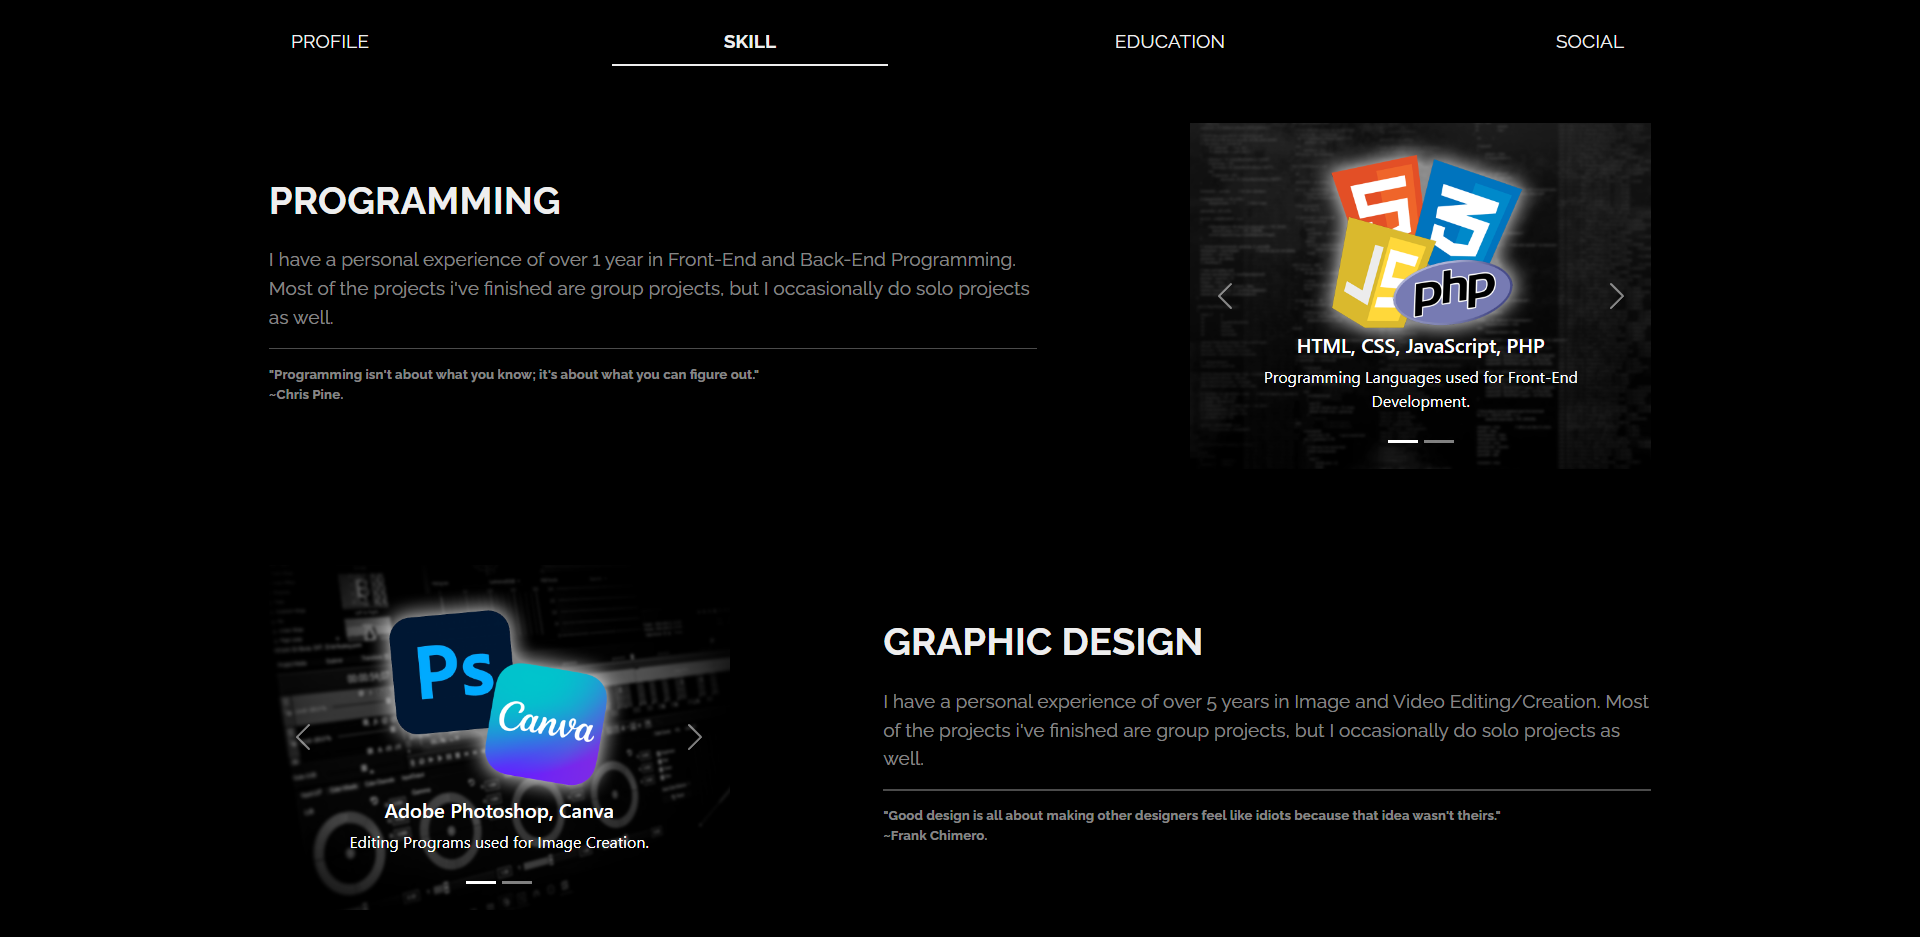 PROFILE
SKILL
EDUCATION
SOCIAL
PROGRAMMING
I have a personal experience of over 1 year in Front-End and Back-End Programming.
Most of the projects i've finished are group projects, but I occasionally do solo projects
as well.
"Programming isn't about what you know; it's about what you can figure out."
~Chris Pine.
5
3
JS
php
HTML, CSS, JavaScript, PHP
Programming Languages used for Front-End
Development.
Ps
Canva
Adobe Photoshop, Canva
Editing Programs used for Image Creation.
GRAPHIC DESIGN
I have a personal experience of over 5 years in Image and Video Editing/Creation. Most
of the projects i've finished are group projects, but I occasionally do solo projects as
well.
"Good design is all about making other designers feel like idiots because that idea wasn't theirs."
~Frank Chimero.